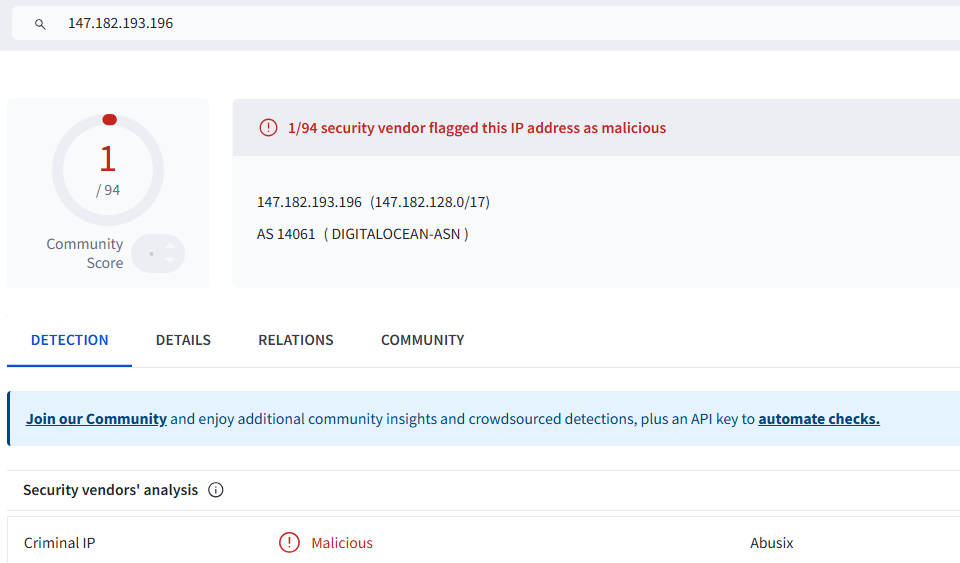 147.182.193.196
1/94 security vendor flagged this IP address as malicious
1
/ 94
Community
Score
147.182.193.196 (147.182.128.0/17)
AS 14061 ( DIGITALOCEAN-ASN )
DETECTION DETAILS RELATIONS COMMUNITY
Join our Community and enjoy additional community insights and crowdsourced detections, plus an API key to automate checks.
Security vendors' analysis
Criminal IP Malicious Abusix